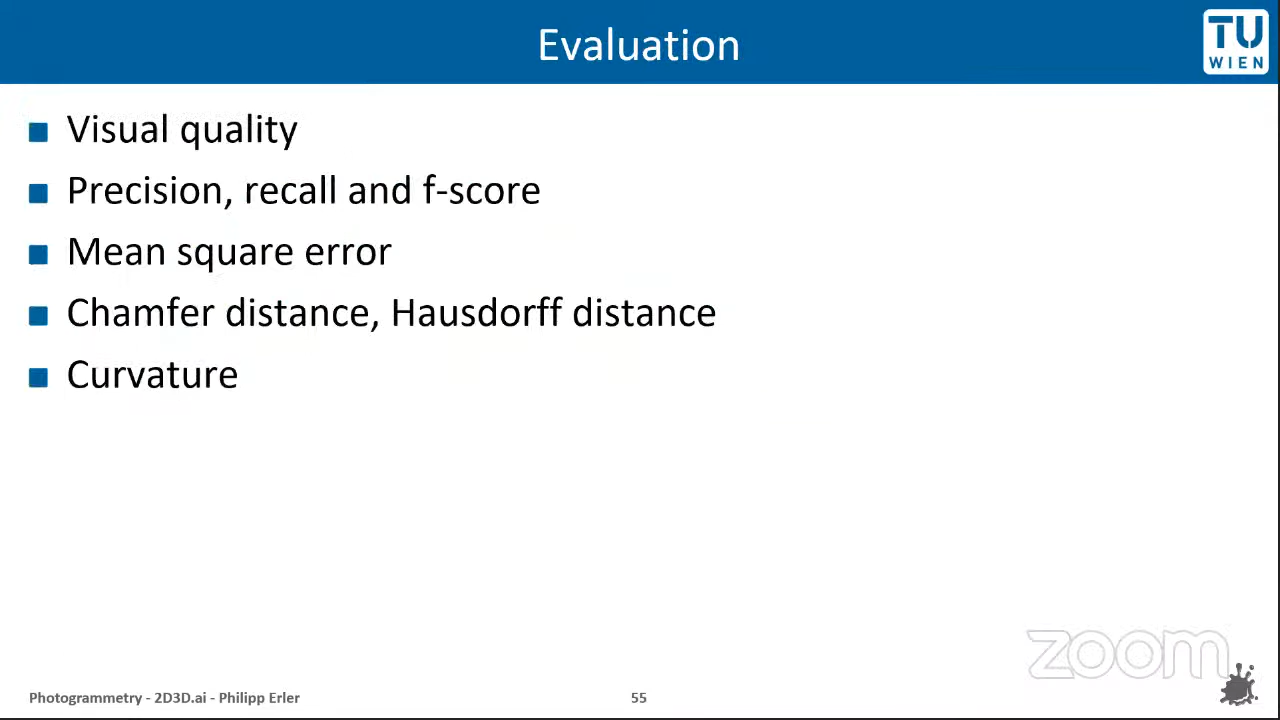 Evaluation
TU
WIEN
Visual quality
Precision, recall and f-score
Mean square error
Chamfer distance, Hausdorff distance
Curvature
zoom
Photogrammetry - 2D3D.ai - Philipp Erler
55